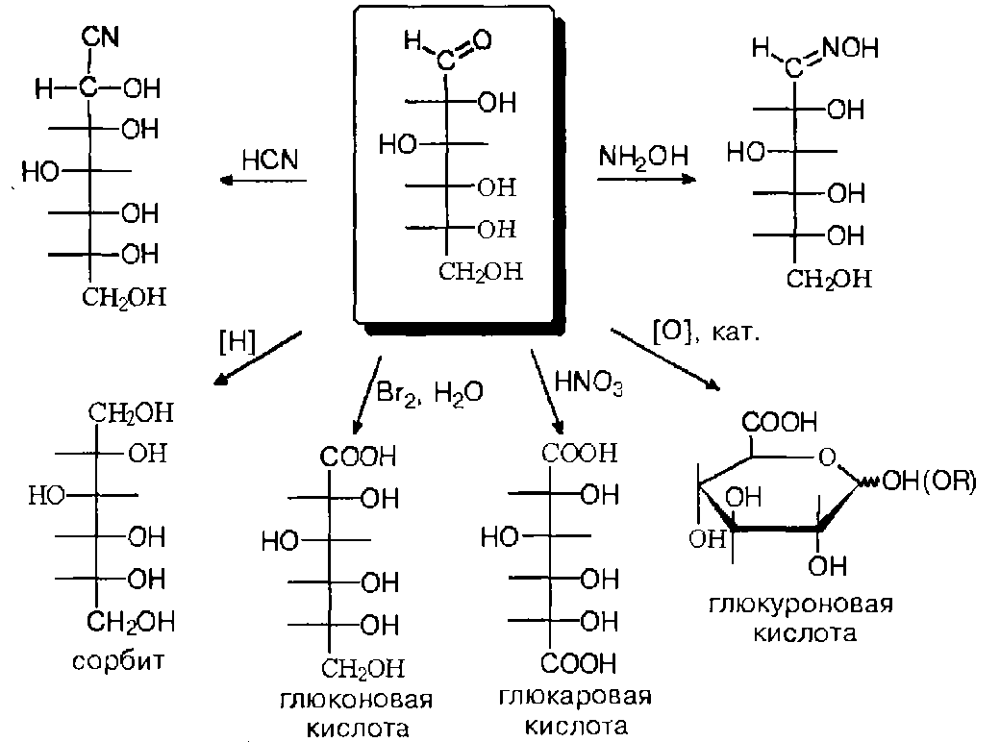 CN
H–C–OH
OH
HO
OH
OH
CH₂OH
HCN
H C O
OH
HO
OH
OH
CH₂OH
NH₂OH
H C NOH
OH
HO
OH
OH
CH₂OH
[H]
Br₂, H₂O
HNO₃
[O], кат.
CH₂OH
OH
HO
OH
OH
CH₂OH
сорбит
COOH
OH
HO
OH
OH
CH₂OH
глюконовая
кислота
COOH
OH
HO
OH
OH
COOH
глюкаровая
кислота
COOH
O
OH(OR)
OH
OH
OH
глюкуроновая
кислота